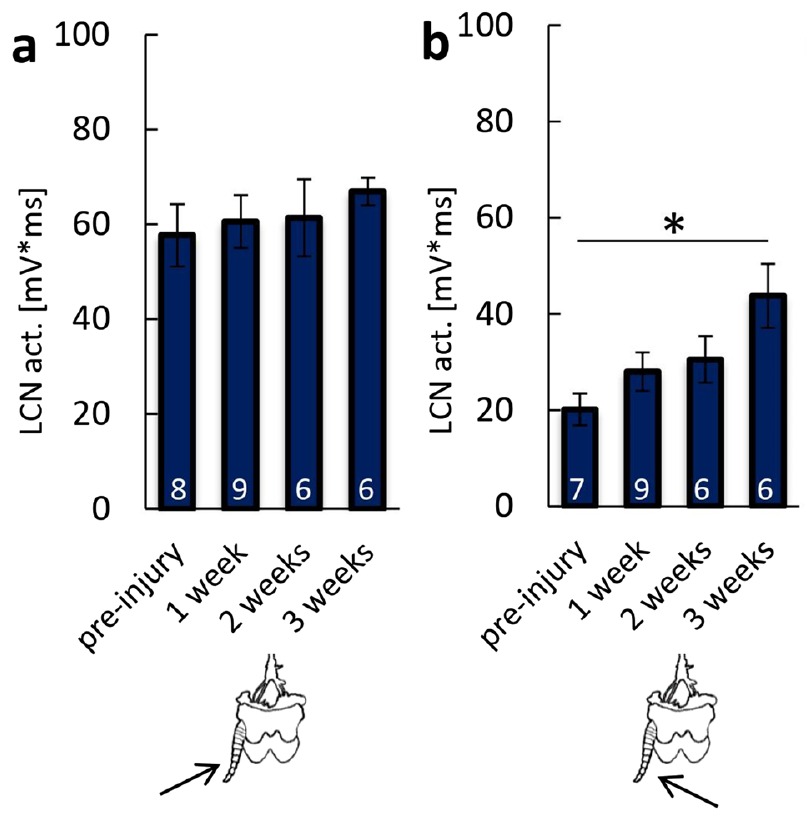 a
100
80
60
40
20
0
LCN act. [mV*ms]
8
9
6
6
pre-injury
1 week
2 weeks
3 weeks
b
100
80
60
40
20
0
LCN act. [mV*ms]
*
7
9
6
6
pre-injury
1 week
2 weeks
3 weeks